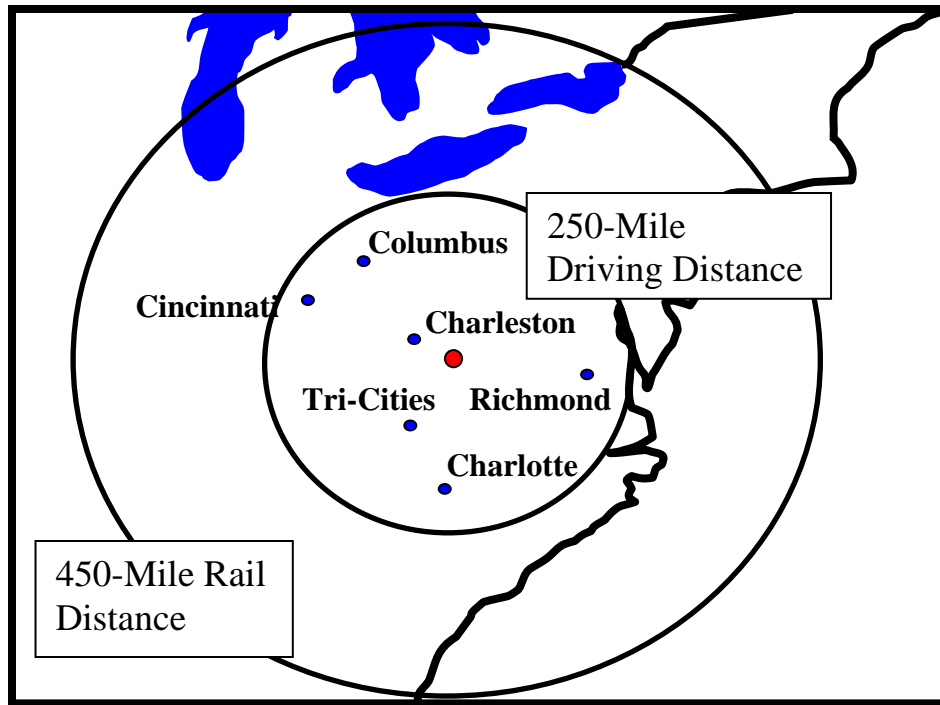 Columbus
250-Mile
Driving Distance
Cincinnati
Charleston
Tri-Cities
Richmond
Charlotte
450-Mile Rail
Distance